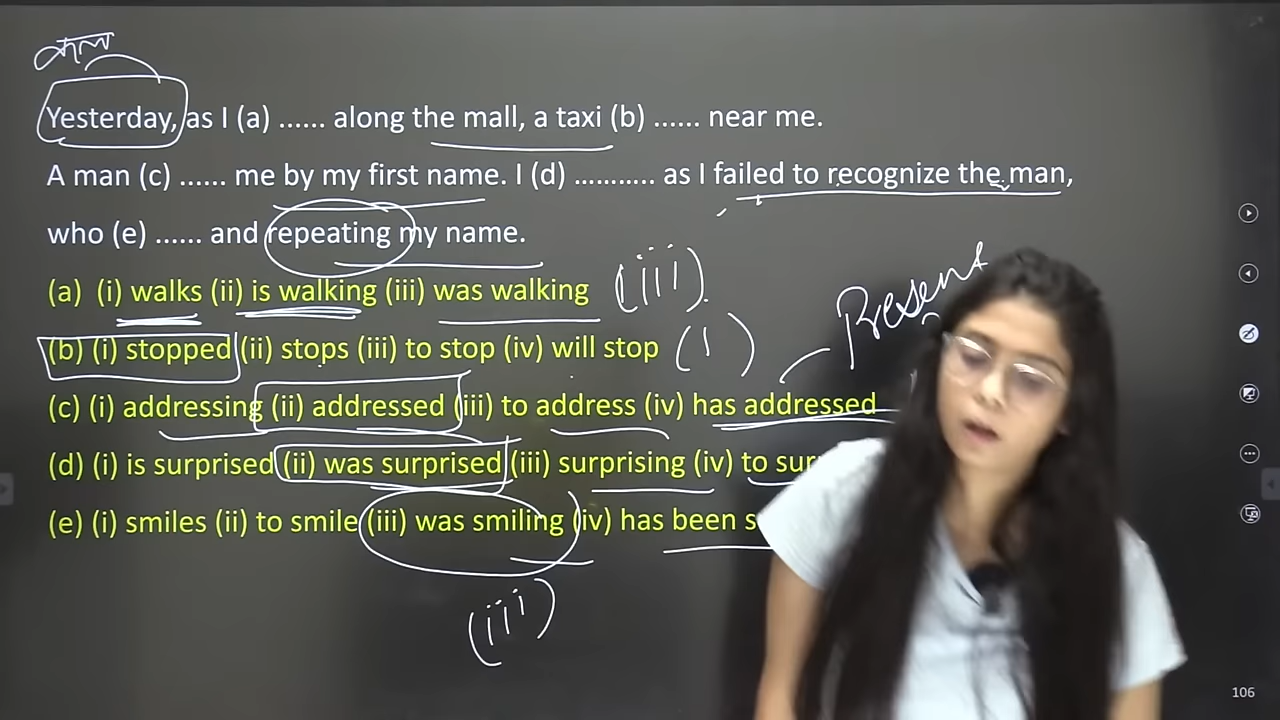 काल
Yesterday, as I (a) ...... along the mall, a taxi (b) ...... near me.
A man (c) ...... me by my first name. I (d) ........... as I failed to recognize the man,
who (e) ...... and repeating my name.
(a) (i) walks (ii) is walking (iii) was walking (iii)
(b) (i) stopped (ii) stops (iii) to stop (iv) will stop (i)
Present
(c) (i) addressing (ii) addressed (iii) to address (iv) has addressed
(d) (i) is surprised (ii) was surprised (iii) surprising (iv) to
(e) (i) smiles (ii) to smile (iii) was smiling (iv) has been
(iii)
106